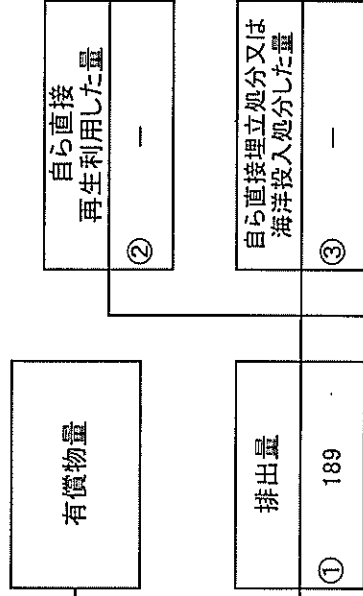 有償物量
排出量
① 189
自ら直接
再生利用した量
② －
自ら直接埋立処分又は
海洋投入処分した量
③ －